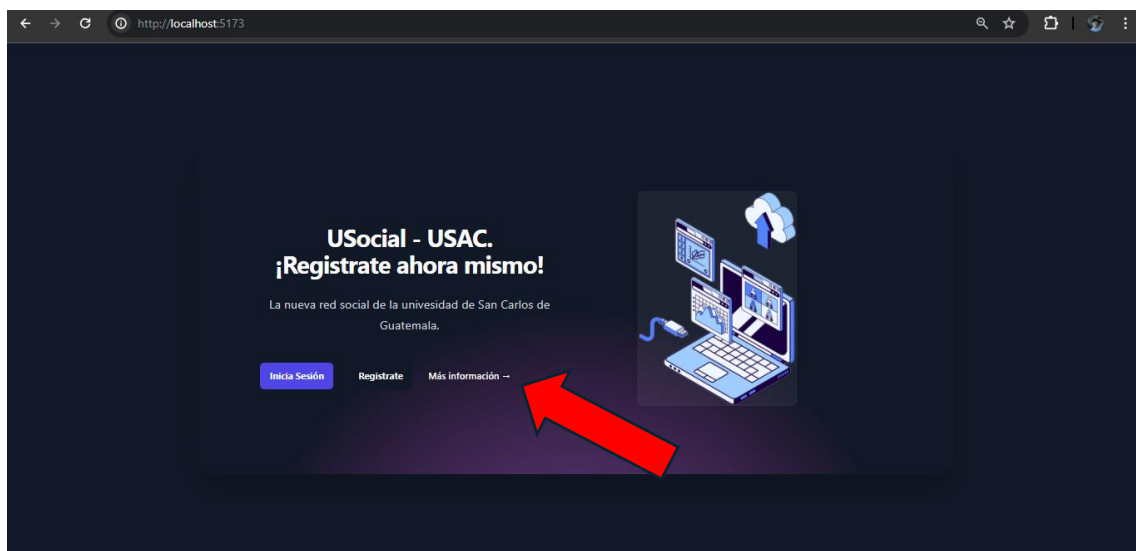 http://localhost:5173
USocial - USAC.
¡Registrate ahora mismo!
La nueva red social de la univesidad de San Carlos de
Guatemala.
Inicia Sesión Registrate Más información →